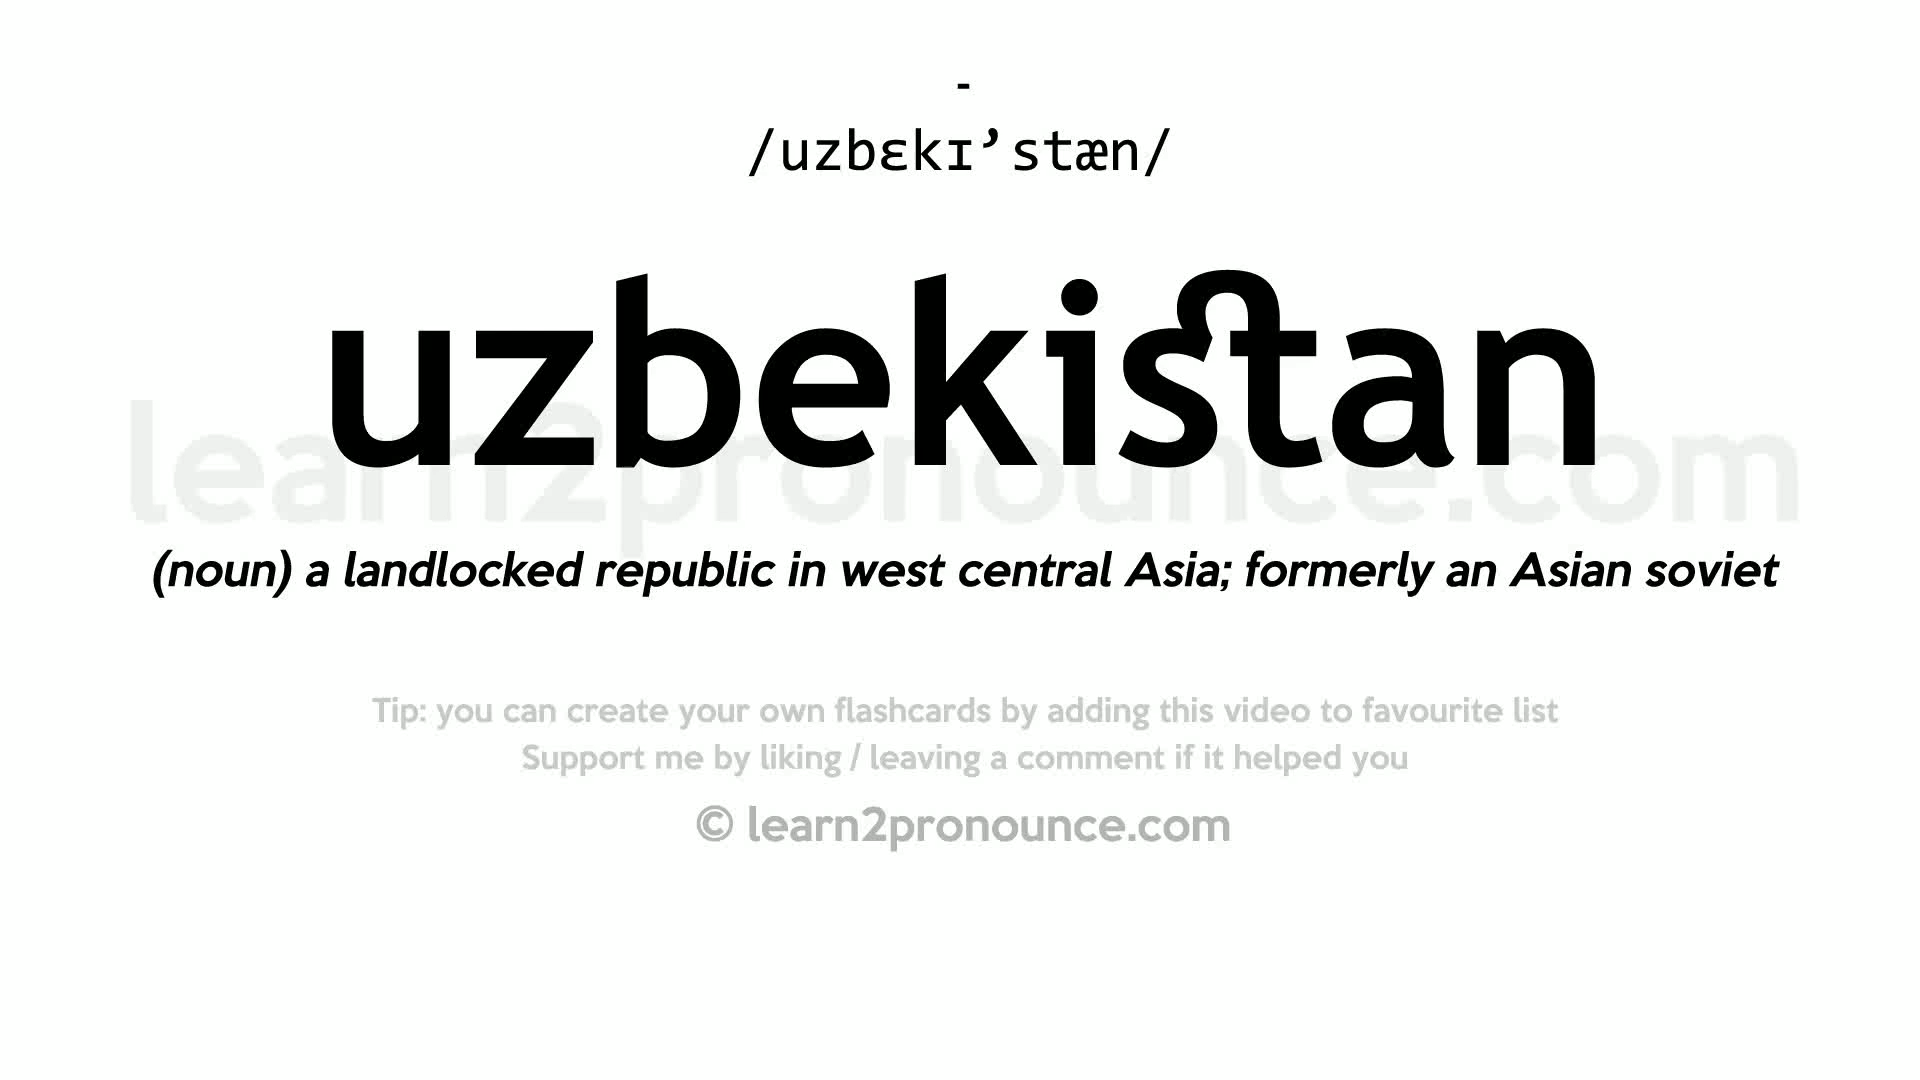 -
/uzbɛkɪ’stæn/
uzbekistan
learn2pronounce.com
(noun) a landlocked republic in west central Asia; formerly an Asian soviet
Tip: you can create your own flashcards by adding this video to favourite list
Support me by liking / leaving a comment if it helped you
© learn2pronounce.com